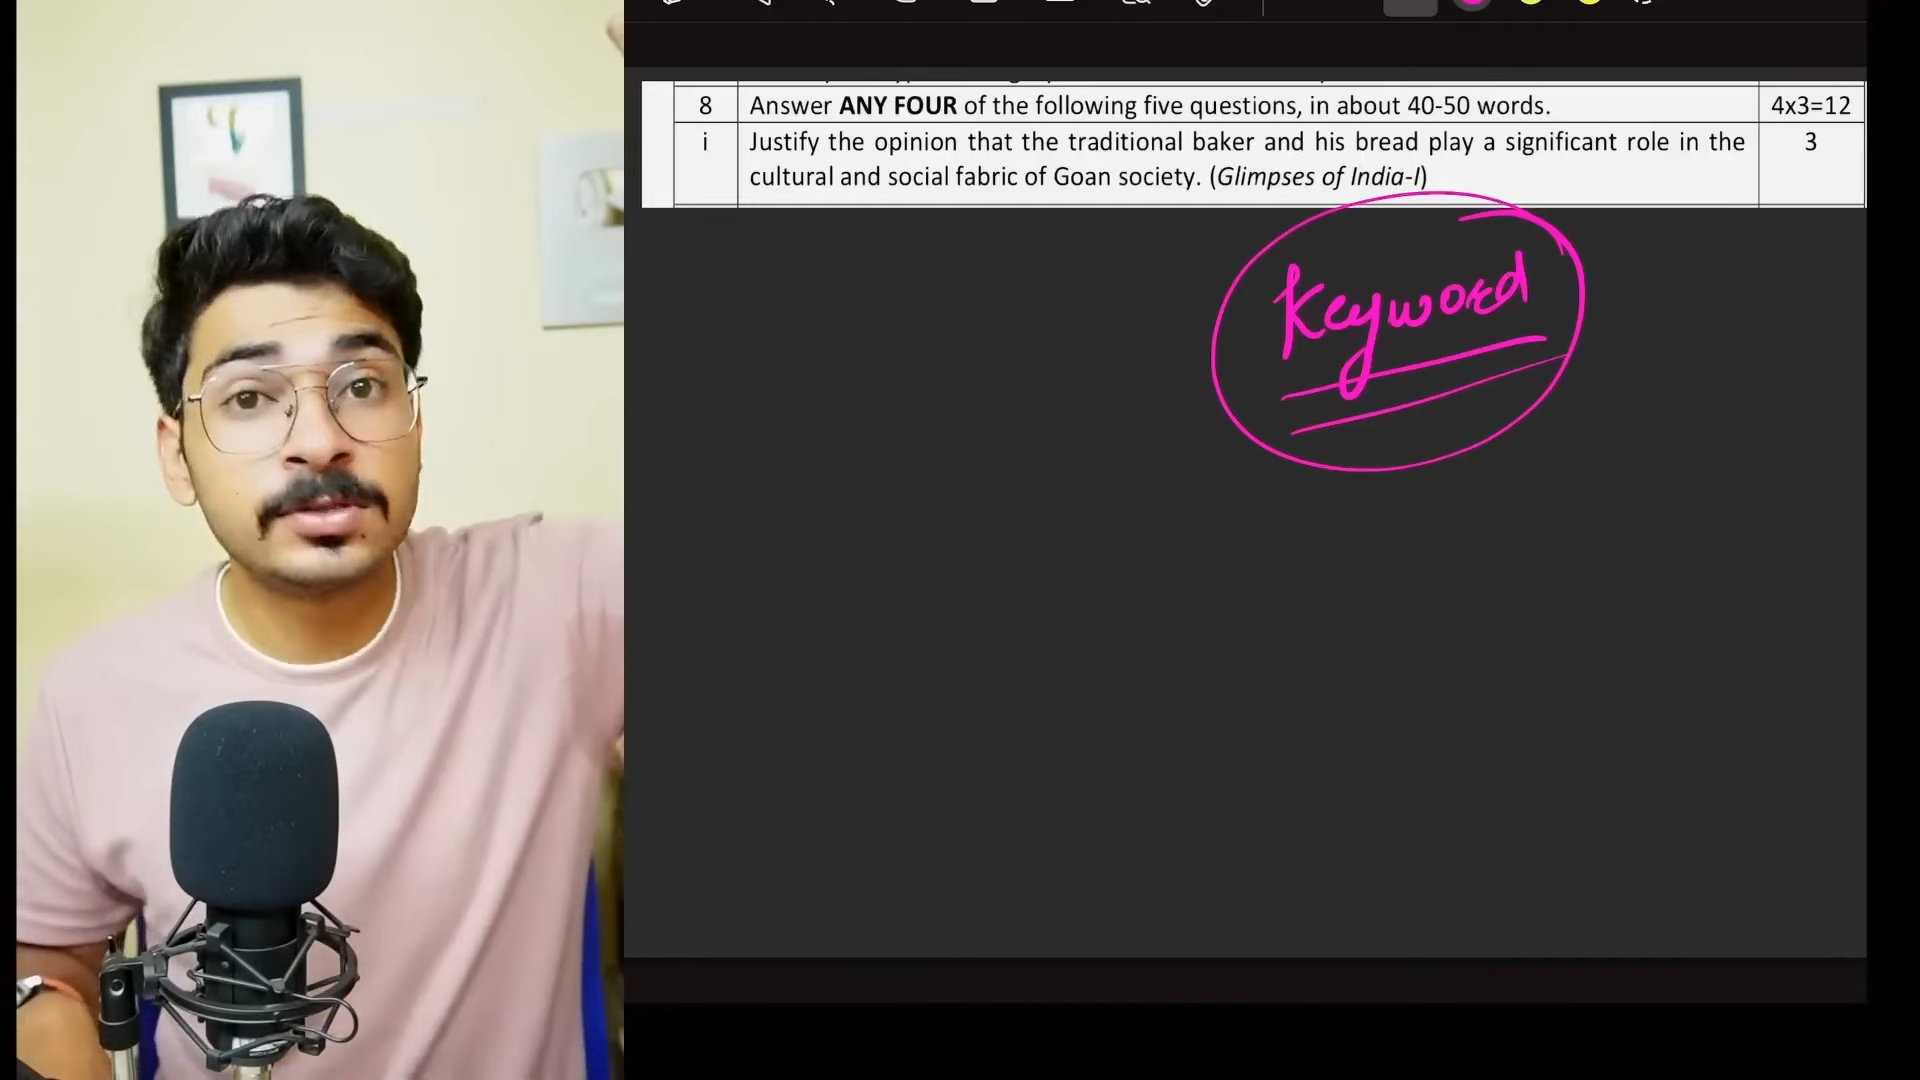 8 Answer ANY FOUR of the following five questions, in about 40-50 words. 4x3=12
i Justify the opinion that the traditional baker and his bread play a significant role in the 3
cultural and social fabric of Goan society. (Glimpses of India-I)
Keyword